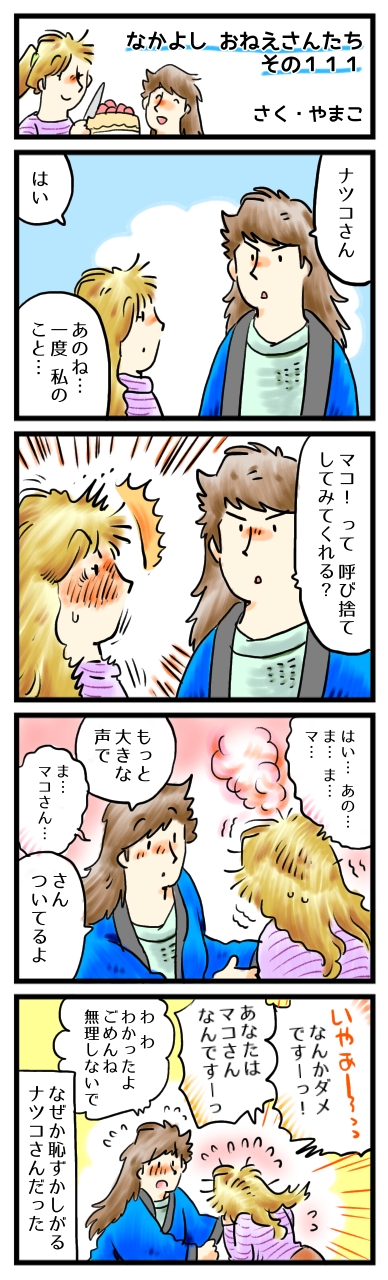 なかよし おねえさんたち
その111
さく・やまこ
ナツコさん
はい
あのね…
一度 私の
こと…
マコ! って 呼び捨て
してみてくれる?
はい… あの…
ま… ま…
マ…
もっと
大きな
声で
ま…
マコさん…
さん
ついてるよ
いやあ〜っっ
なんかダメ
ですーっ!
あなたは
マコさん
なんですーっ
わ わ
わかったよ
ごめんね
無理しないで
なぜか恥ずかしがる
ナツコさんだった